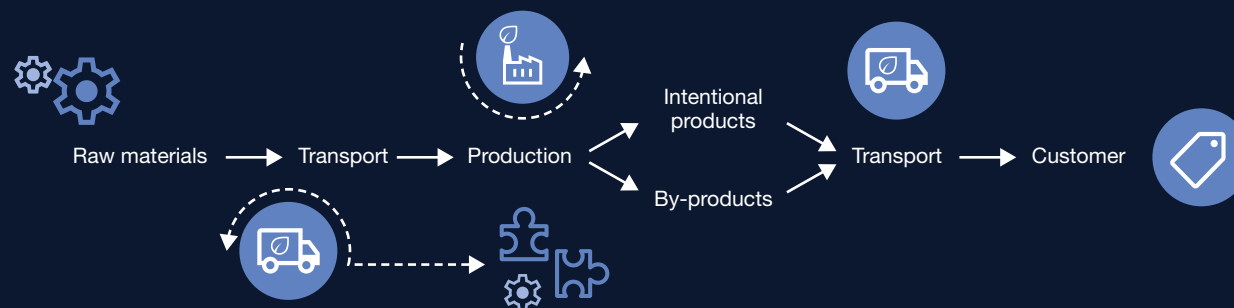 Raw materials
Transport
Production
Intentional
products
By-products
Transport
Customer